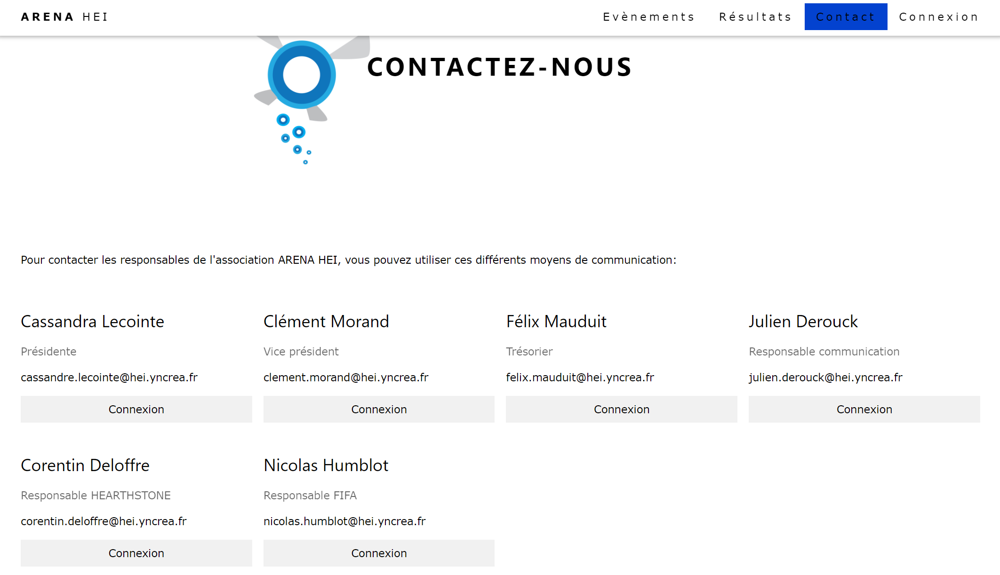 ARENA HEI
Evènements Résultats Contact Connexion
CONTACTEZ-NOUS
Pour contacter les responsables de l'association ARENA HEI, vous pouvez utiliser ces différents moyens de communication:
Cassandra Lecointe
Présidente
cassandre.lecointe@hei.yncrea.fr
Connexion
Clément Morand
Vice président
clement.morand@hei.yncrea.fr
Connexion
Félix Mauduit
Trésorier
felix.mauduit@hei.yncrea.fr
Connexion
Julien Derouck
Responsable communication
julien.derouck@hei.yncrea.fr
Connexion
Corentin Deloffre
Responsable HEARTHSTONE
corentin.deloffre@hei.yncrea.fr
Connexion
Nicolas Humblot
Responsable FIFA
nicolas.humblot@hei.yncrea.fr
Connexion